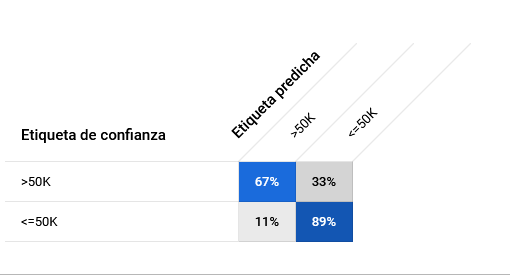 Etiqueta predicha
>50K
<=50K
Etiqueta de confianza
>50K 67% 33%
<=50K 11% 89%